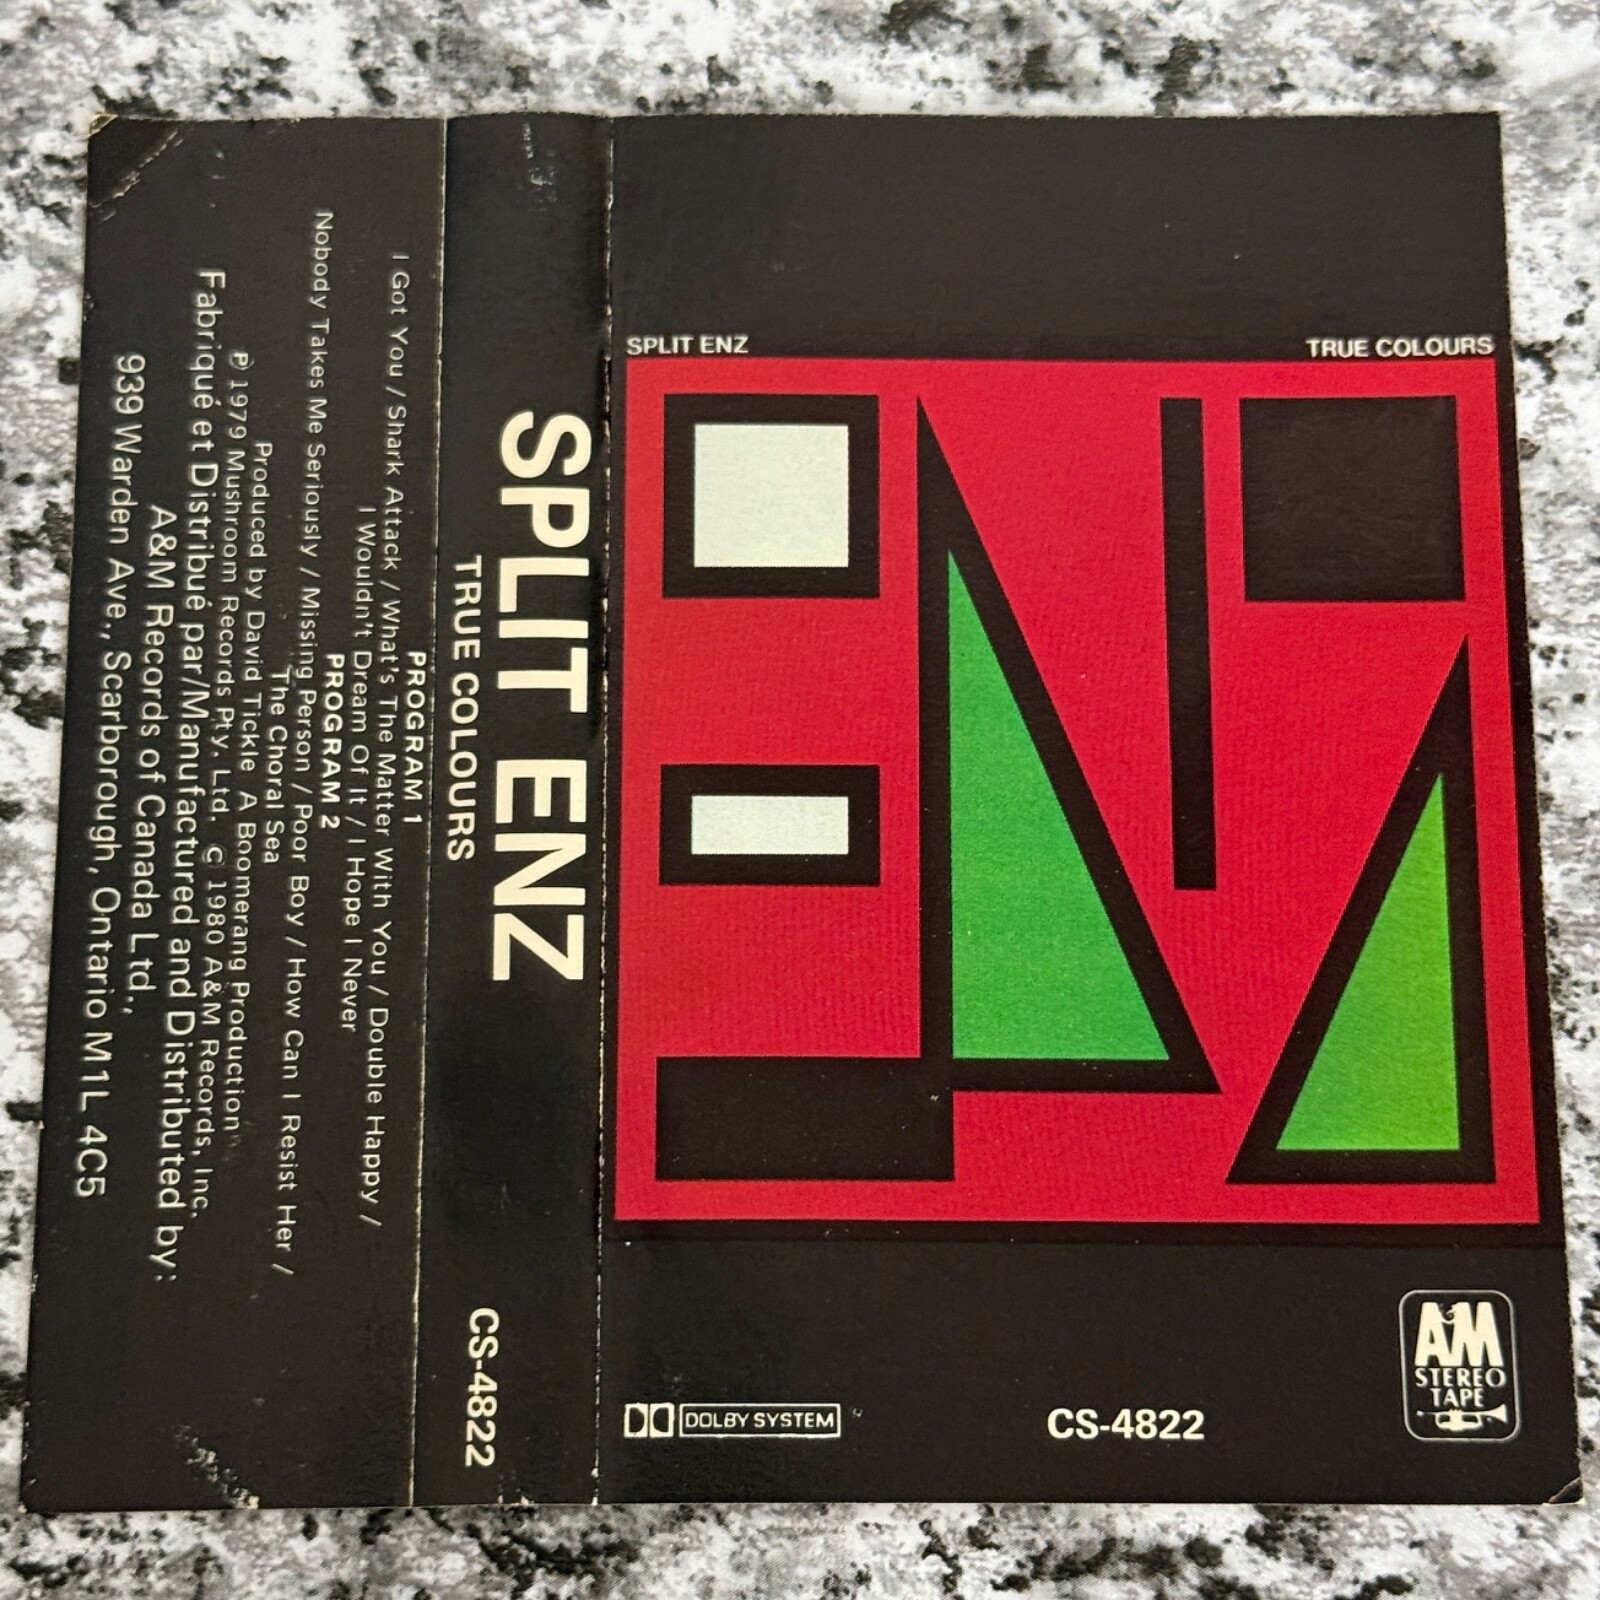 SPLIT ENZ
TRUE COLOURS
A&M
STEREO
TAPE
DOLBY SYSTEM
CS-4822
SPLIT ENZ
TRUE COLOURS
CS-4822
PROGRAM 1
I Got You / Shark Attack / What's The Matter With You / Double Happy /
I Wouldn't Dream Of It / I Hope I Never
PROGRAM 2
Nobody Takes Me Seriously / Missing Person / Poor Boy / How Can I Resist Her /
The Choral Sea
Produced by David Tickle A Boomerang Production
℗ 1979 Mushroom Records Pty. Ltd. © 1980 A&M Records, Inc.
Fabriqué et Distribué par/Manufactured and Distributed by:
A&M Records of Canada Ltd.,
939 Warden Ave., Scarborough, Ontario M1L 4C5